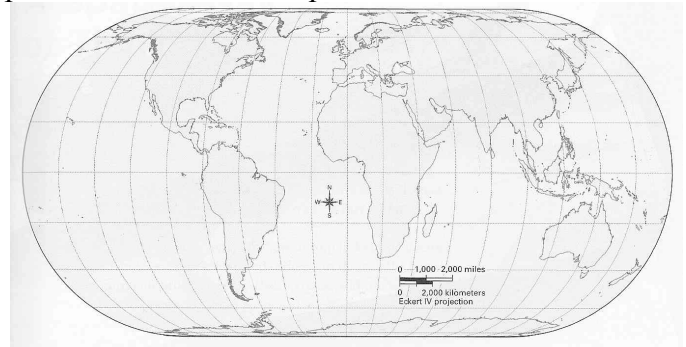 N
W E
S
0 1,000 2,000 miles
0 2,000 kilometers
Eckert IV projection